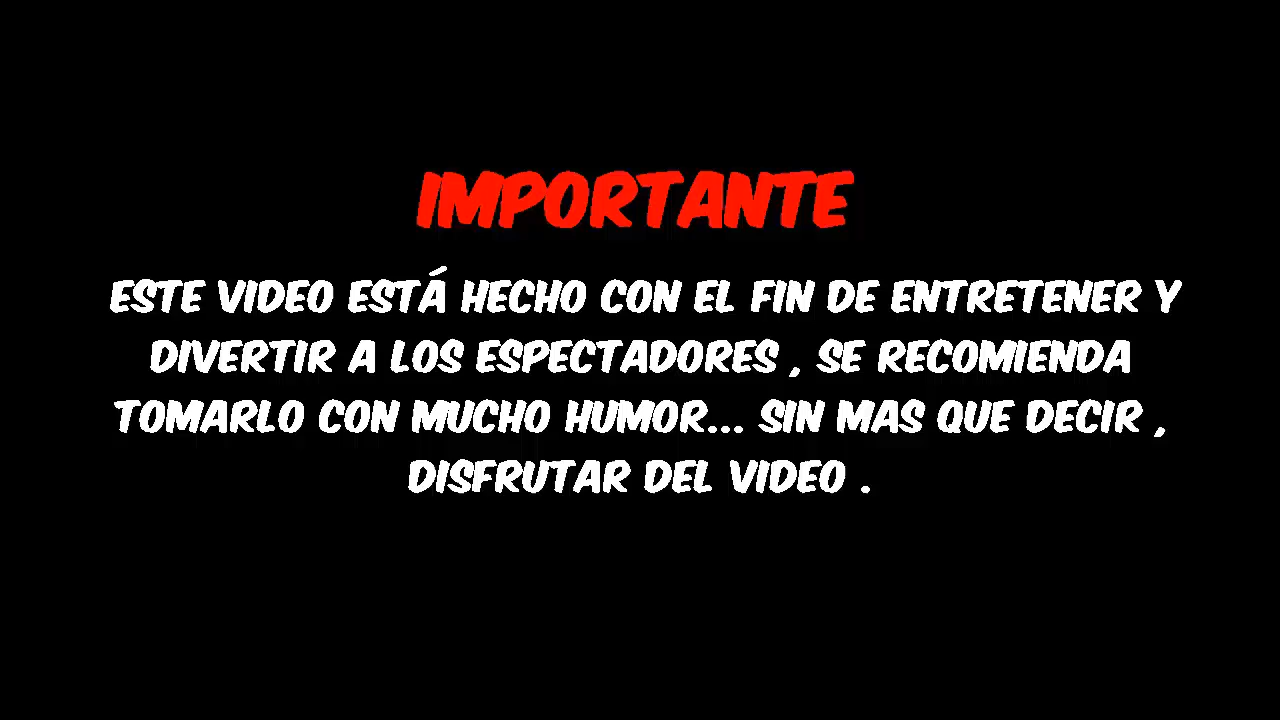 IMPORTANTE
ESTE VIDEO ESTÁ HECHO CON EL FIN DE ENTRETENER Y
DIVERTIR A LOS ESPECTADORES , SE RECOMIENDA
TOMARLO CON MUCHO HUMOR... SIN MAS QUE DECIR ,
DISFRUTAR DEL VIDEO .